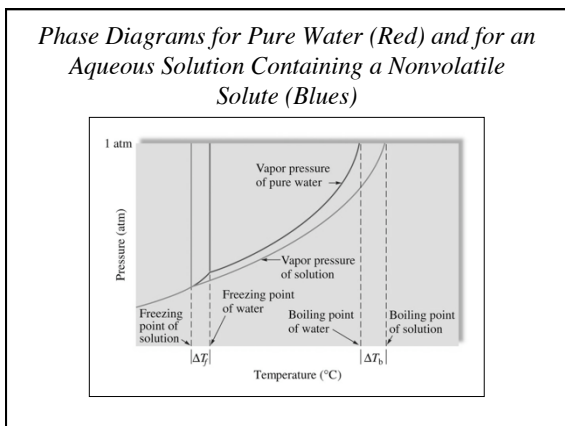 Phase Diagrams for Pure Water (Red) and for an
Aqueous Solution Containing a Nonvolatile
Solute (Blues)
1 atm
Vapor pressure
of pure water
Pressure (atm)
Vapor pressure
of solution
Freezing
point of
solution
Freezing point
of water
Boiling point
of water
Boiling point
of solution
ΔTf
ΔTb
Temperature (°C)